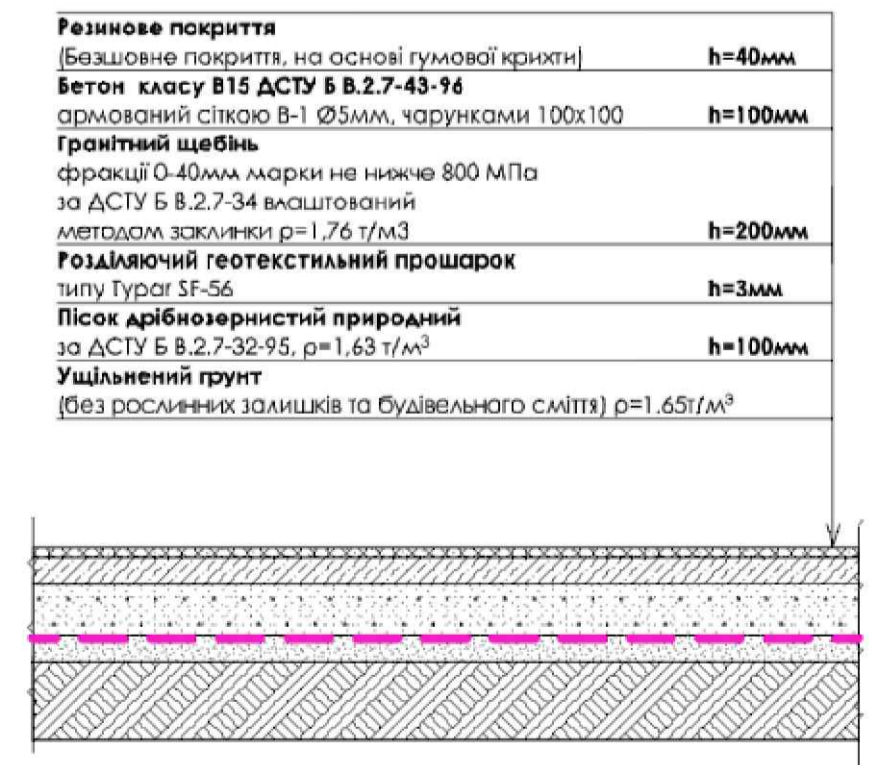 Резинове покриття
(Безшовне покриття, на основі гумової крихти) h=40мм
Бетон класу В15 ДСТУ Б В.2.7-43-96
армований сіткою В-1 Ø5мм, чарунками 100х100 h=100мм
Гранітний щебінь
фракції 0-40мм марки не нижче 800 МПа
за ДСТУ Б В.2.7-34 влаштований
методом заклинки ρ=1,76 т/м3 h=200мм
Розділяючий геотекстильний прошарок
типу Typar SF-56 h=3мм
Пісок дрібнозернистий природний
за ДСТУ Б В.2.7-32-95, ρ=1,63 т/м³ h=100мм
Ущільнений грунт
(без рослинних залишків та будівельного сміття) ρ=1.65т/м³